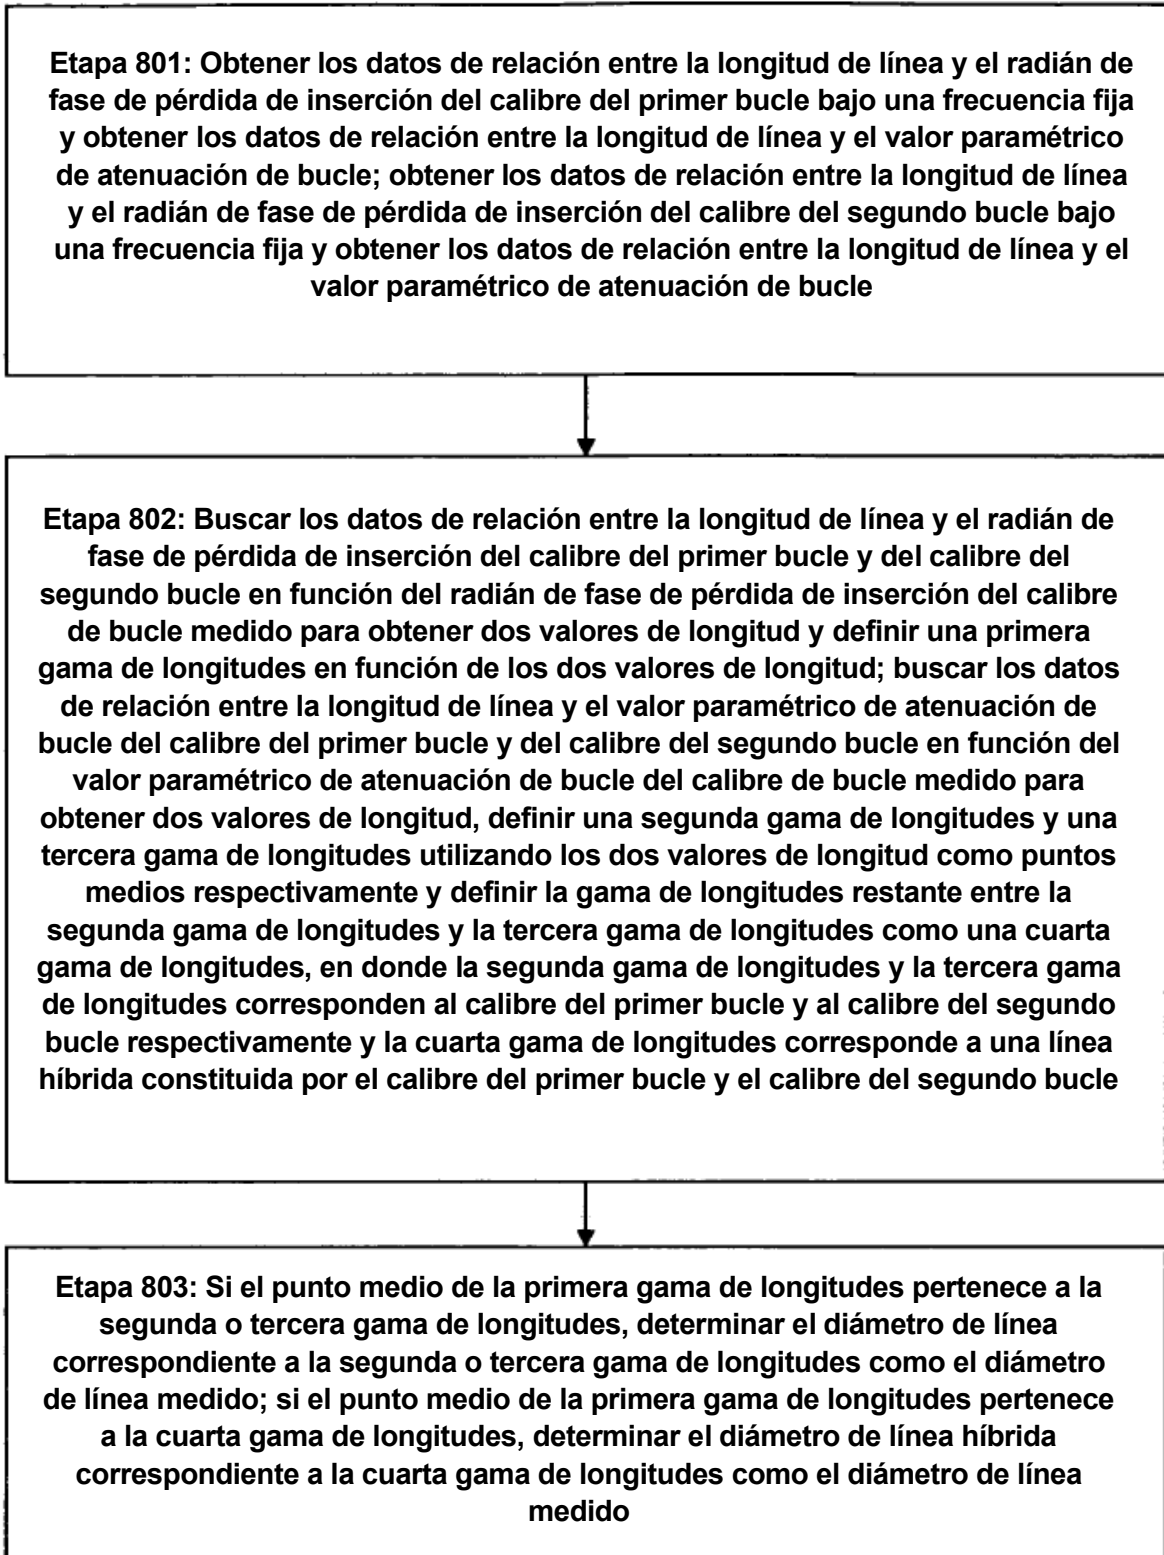 Etapa 801: Obtener los datos de relación entre la longitud de línea y el radián de
fase de pérdida de inserción del calibre del primer bucle bajo una frecuencia fija
y obtener los datos de relación entre la longitud de línea y el valor paramétrico
de atenuación de bucle; obtener los datos de relación entre la longitud de línea
y el radián de fase de pérdida de inserción del calibre del segundo bucle bajo
una frecuencia fija y obtener los datos de relación entre la longitud de línea y el
valor paramétrico de atenuación de bucle
Etapa 802: Buscar los datos de relación entre la longitud de línea y el radián de
fase de pérdida de inserción del calibre del primer bucle y del calibre del
segundo bucle en función del radián de fase de pérdida de inserción del calibre
de bucle medido para obtener dos valores de longitud y definir una primera
gama de longitudes en función de los dos valores de longitud; buscar los datos
de relación entre la longitud de línea y el valor paramétrico de atenuación de
bucle del calibre del primer bucle y del calibre del segundo bucle en función del
valor paramétrico de atenuación de bucle del calibre de bucle medido para
obtener dos valores de longitud, definir una segunda gama de longitudes y una
tercera gama de longitudes utilizando los dos valores de longitud como puntos
medios respectivamente y definir la gama de longitudes restante entre la
segunda gama de longitudes y la tercera gama de longitudes como una cuarta
gama de longitudes, en donde la segunda gama de longitudes y la tercera gama
de longitudes corresponden al calibre del primer bucle y al calibre del segundo
bucle respectivamente y la cuarta gama de longitudes corresponde a una línea
híbrida constituida por el calibre del primer bucle y el calibre del segundo bucle
Etapa 803: Si el punto medio de la primera gama de longitudes pertenece a la
segunda o tercera gama de longitudes, determinar el diámetro de línea
correspondiente a la segunda o tercera gama de longitudes como el diámetro
de línea medido; si el punto medio de la primera gama de longitudes pertenece
a la cuarta gama de longitudes, determinar el diámetro de línea híbrida
correspondiente a la cuarta gama de longitudes como el diámetro de línea
medido